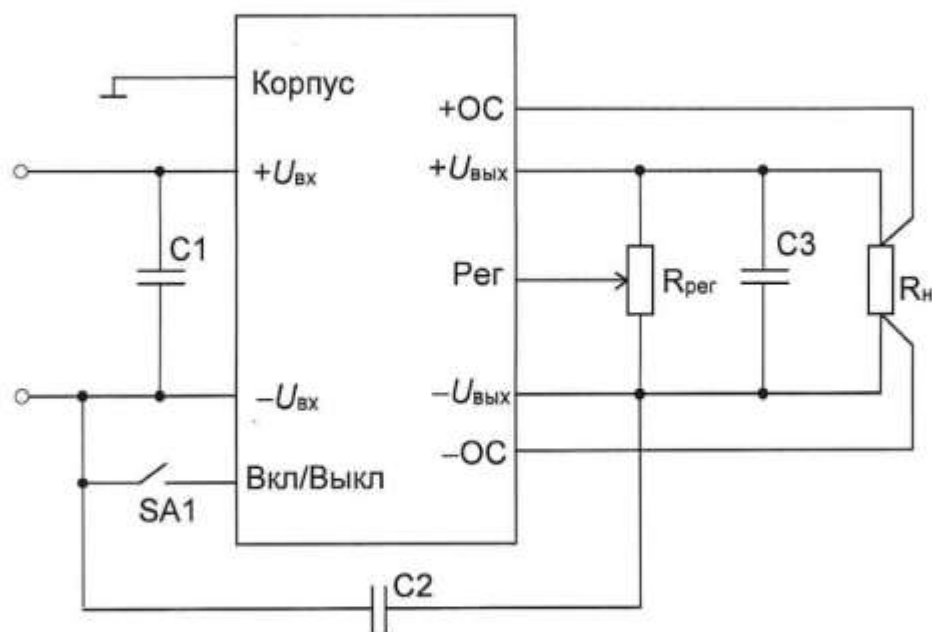 Корпус
+ОС
+Uвх
+Uвых
C1
Рег
Rрег
C3
Rн
−Uвх
−Uвых
−ОС
Вкл/Выкл
SA1
C2